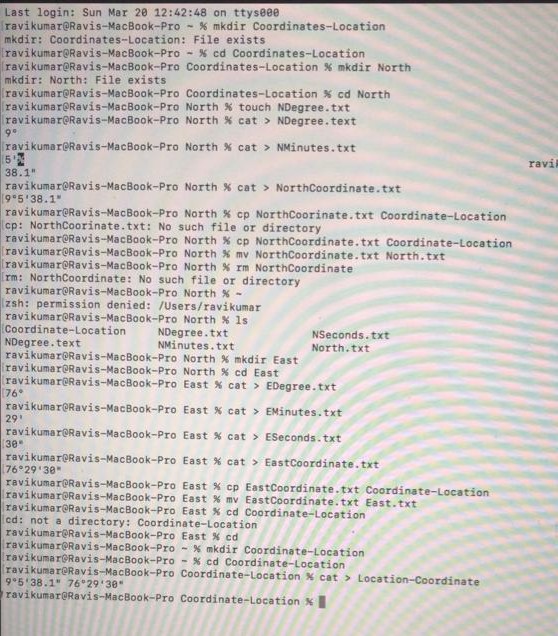 Last login: Sun Mar 20 12:42:48 on ttys000
ravikumar@Ravis-MacBook-Pro ~ % mkdir Coordinates-Location
mkdir: Coordinates-Location: File exists
ravikumar@Ravis-MacBook-Pro ~ % cd Coordinates-Location
ravikumar@Ravis-MacBook-Pro Coordinates-Location % mkdir North
mkdir: North: File exists
ravikumar@Ravis-MacBook-Pro Coordinates-Location % cd North
ravikumar@Ravis-MacBook-Pro North % touch NDegree.txt
ravikumar@Ravis-MacBook-Pro North % cat > NDegree.text
9°
ravikumar@Ravis-MacBook-Pro North % cat > NMinutes.txt
5'%
ravi
38.1"
ravikumar@Ravis-MacBook-Pro North % cat > NorthCoordinate.txt
9°5'38.1"
ravikumar@Ravis-MacBook-Pro North % cp NorthCoorinate.txt Coordinate-Location
cp: NorthCoorinate.txt: No such file or directory
ravikumar@Ravis-MacBook-Pro North % cp NorthCoordinate.txt Coordinate-Location
ravikumar@Ravis-MacBook-Pro North % mv NorthCoordinate.txt North.txt
ravikumar@Ravis-MacBook-Pro North % rm NorthCoordinate
rm: NorthCoordinate: No such file or directory
ravikumar@Ravis-MacBook-Pro North % ~
zsh: permission denied: /Users/ravikumar
ravikumar@Ravis-MacBook-Pro North % ls
Coordinate-Location NDegree.txt NSeconds.txt
NDegree.text NMinutes.txt North.txt
ravikumar@Ravis-MacBook-Pro North % mkdir East
ravikumar@Ravis-MacBook-Pro North % cd East
ravikumar@Ravis-MacBook-Pro East % cat > EDegree.txt
76°
ravikumar@Ravis-MacBook-Pro East % cat > EMinutes.txt
29'
ravikumar@Ravis-MacBook-Pro East % cat > ESeconds.txt
30"
ravikumar@Ravis-MacBook-Pro East % cat > EastCoordinate.txt
76°29'30"
ravikumar@Ravis-MacBook-Pro East % cp EastCoordinate.txt Coordinate-Location
ravikumar@Ravis-MacBook-Pro East % mv EastCoordinate.txt East.txt
ravikumar@Ravis-MacBook-Pro East % cd Coordinate-Location
cd: not a directory: Coordinate-Location
ravikumar@Ravis-MacBook-Pro East % cd
ravikumar@Ravis-MacBook-Pro ~ % mkdir Coordinate-Location
ravikumar@Ravis-MacBook-Pro ~ % cd Coordinate-Location
ravikumar@Ravis-MacBook-Pro Coordinate-Location % cat > Location-Coordinate
9°5'38.1" 76°29'30"
ravikumar@Ravis-MacBook-Pro Coordinate-Location %